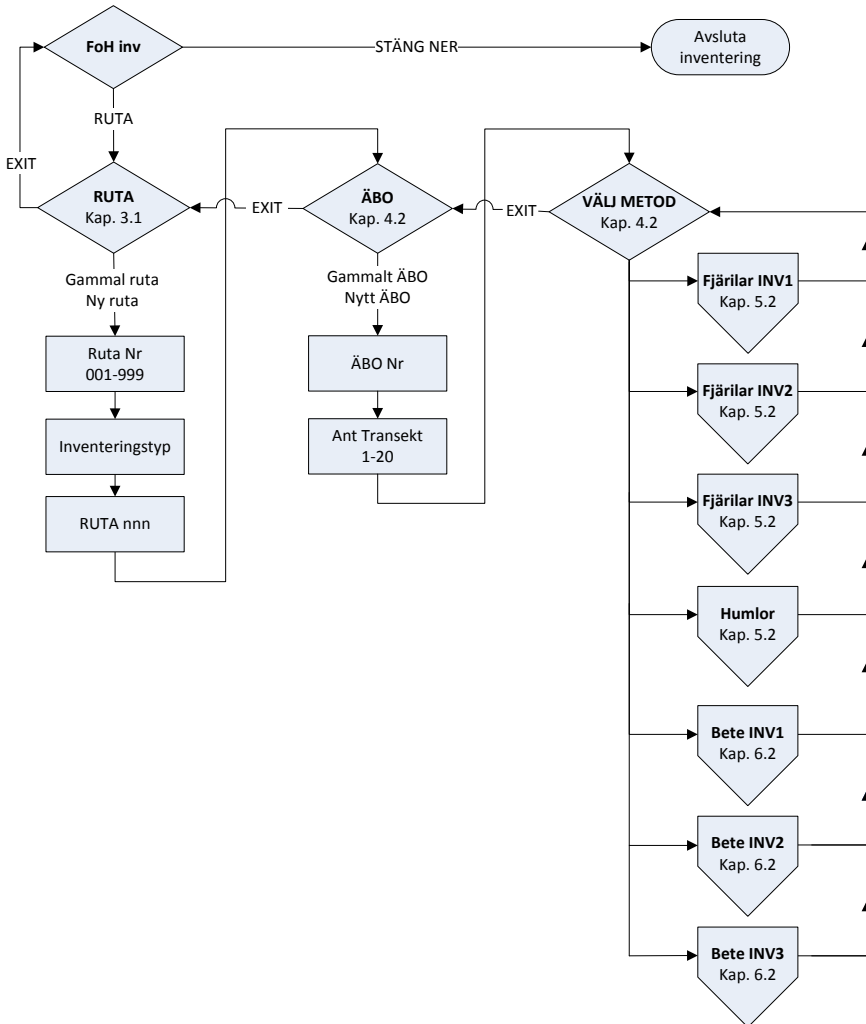 FoH inv
STÄNG NER
Avsluta
inventering
RUTA
EXIT
RUTA
Kap. 3.1
EXIT
ÄBO
Kap. 4.2
EXIT
VÄLJ METOD
Kap. 4.2
Gammal ruta
Ny ruta
Ruta Nr
001-999
Inventeringstyp
RUTA nnn
Gammalt ÄBO
Nytt ÄBO
ÄBO Nr
Ant Transekt
1-20
Fjärilar INV1
Kap. 5.2
Fjärilar INV2
Kap. 5.2
Fjärilar INV3
Kap. 5.2
Humlor
Kap. 5.2
Bete INV1
Kap. 6.2
Bete INV2
Kap. 6.2
Bete INV3
Kap. 6.2